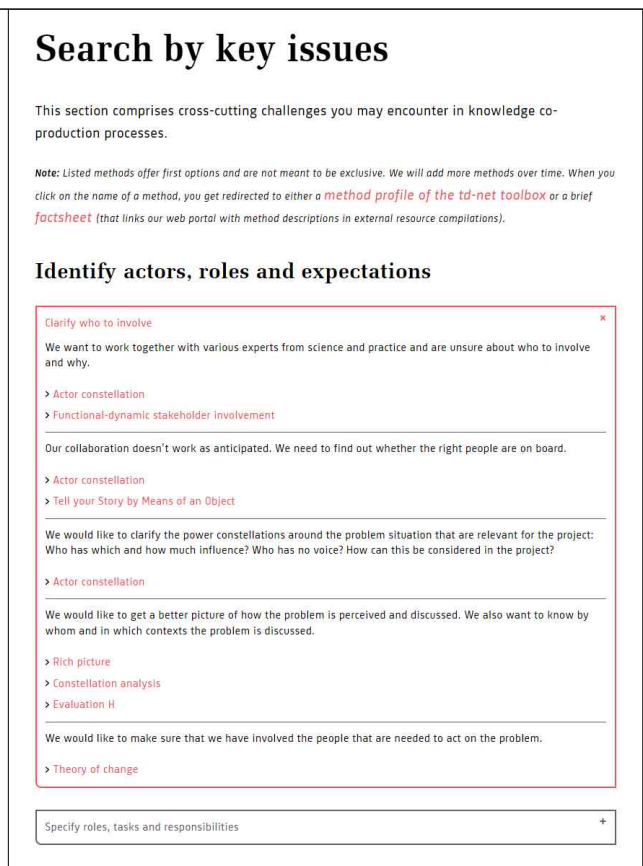 Search by key issues
This section comprises cross-cutting challenges you may encounter in knowledge co-
production processes.
Note: Listed methods offer first options and are not meant to be exclusive. We will add more methods over time. When you
click on the name of a method, you get redirected to either a method profile of the td-net toolbox or a brief
factsheet (that links our web portal with method descriptions in external resource compilations).
Identify actors, roles and expectations
Clarify who to involve ×
We want to work together with various experts from science and practice and are unsure about who to involve
and why.
> Actor constellation
> Functional-dynamic stakeholder involvement
Our collaboration doesn't work as anticipated. We need to find out whether the right people are on board.
> Actor constellation
> Tell your Story by Means of an Object
We would like to clarify the power constellations around the problem situation that are relevant for the project:
Who has which and how much influence? Who has no voice? How can this be considered in the project?
> Actor constellation
We would like to get a better picture of how the problem is perceived and discussed. We also want to know by
whom and in which contexts the problem is discussed.
> Rich picture
> Constellation analysis
> Evaluation H
We would like to make sure that we have involved the people that are needed to act on the problem.
> Theory of change
Specify roles, tasks and responsibilities +